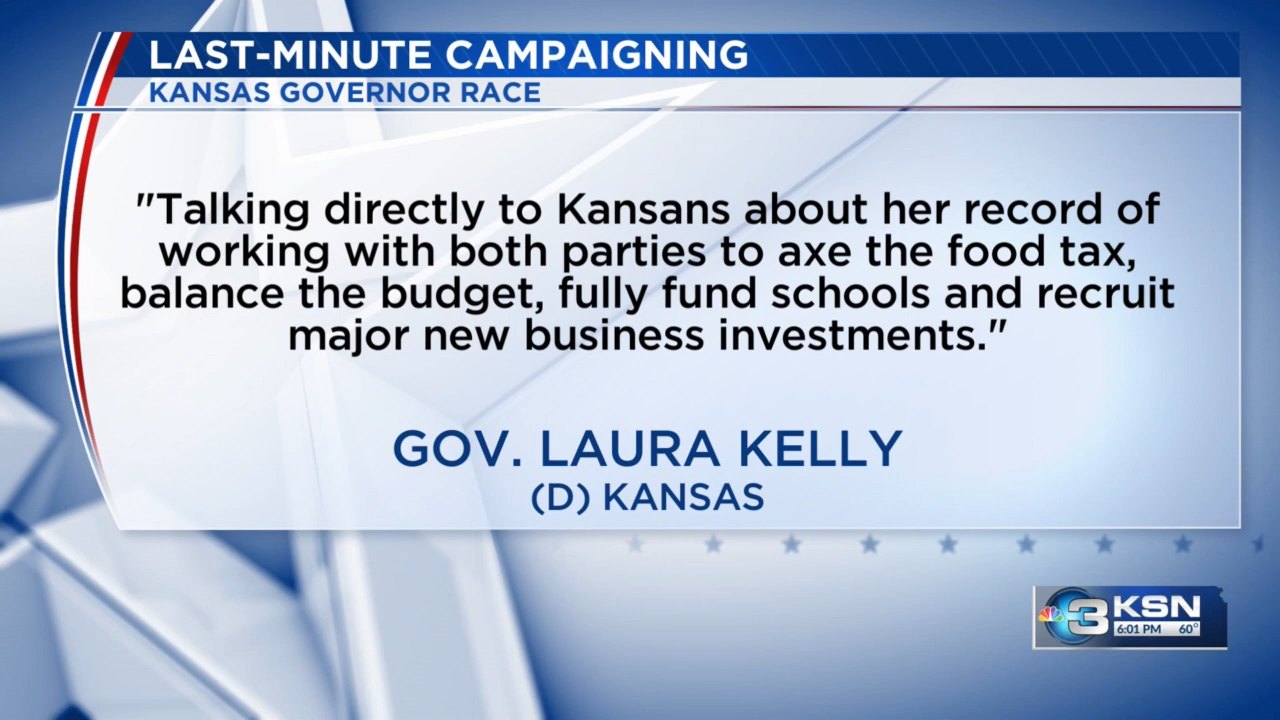 LAST-MINUTE CAMPAIGNING
KANSAS GOVERNOR RACE
"Talking directly to Kansans about her record of
working with both parties to axe the food tax,
balance the budget, fully fund schools and recruit
major new business investments."
GOV. LAURA KELLY
(D) KANSAS
3 KSN
6:01 PM 60°